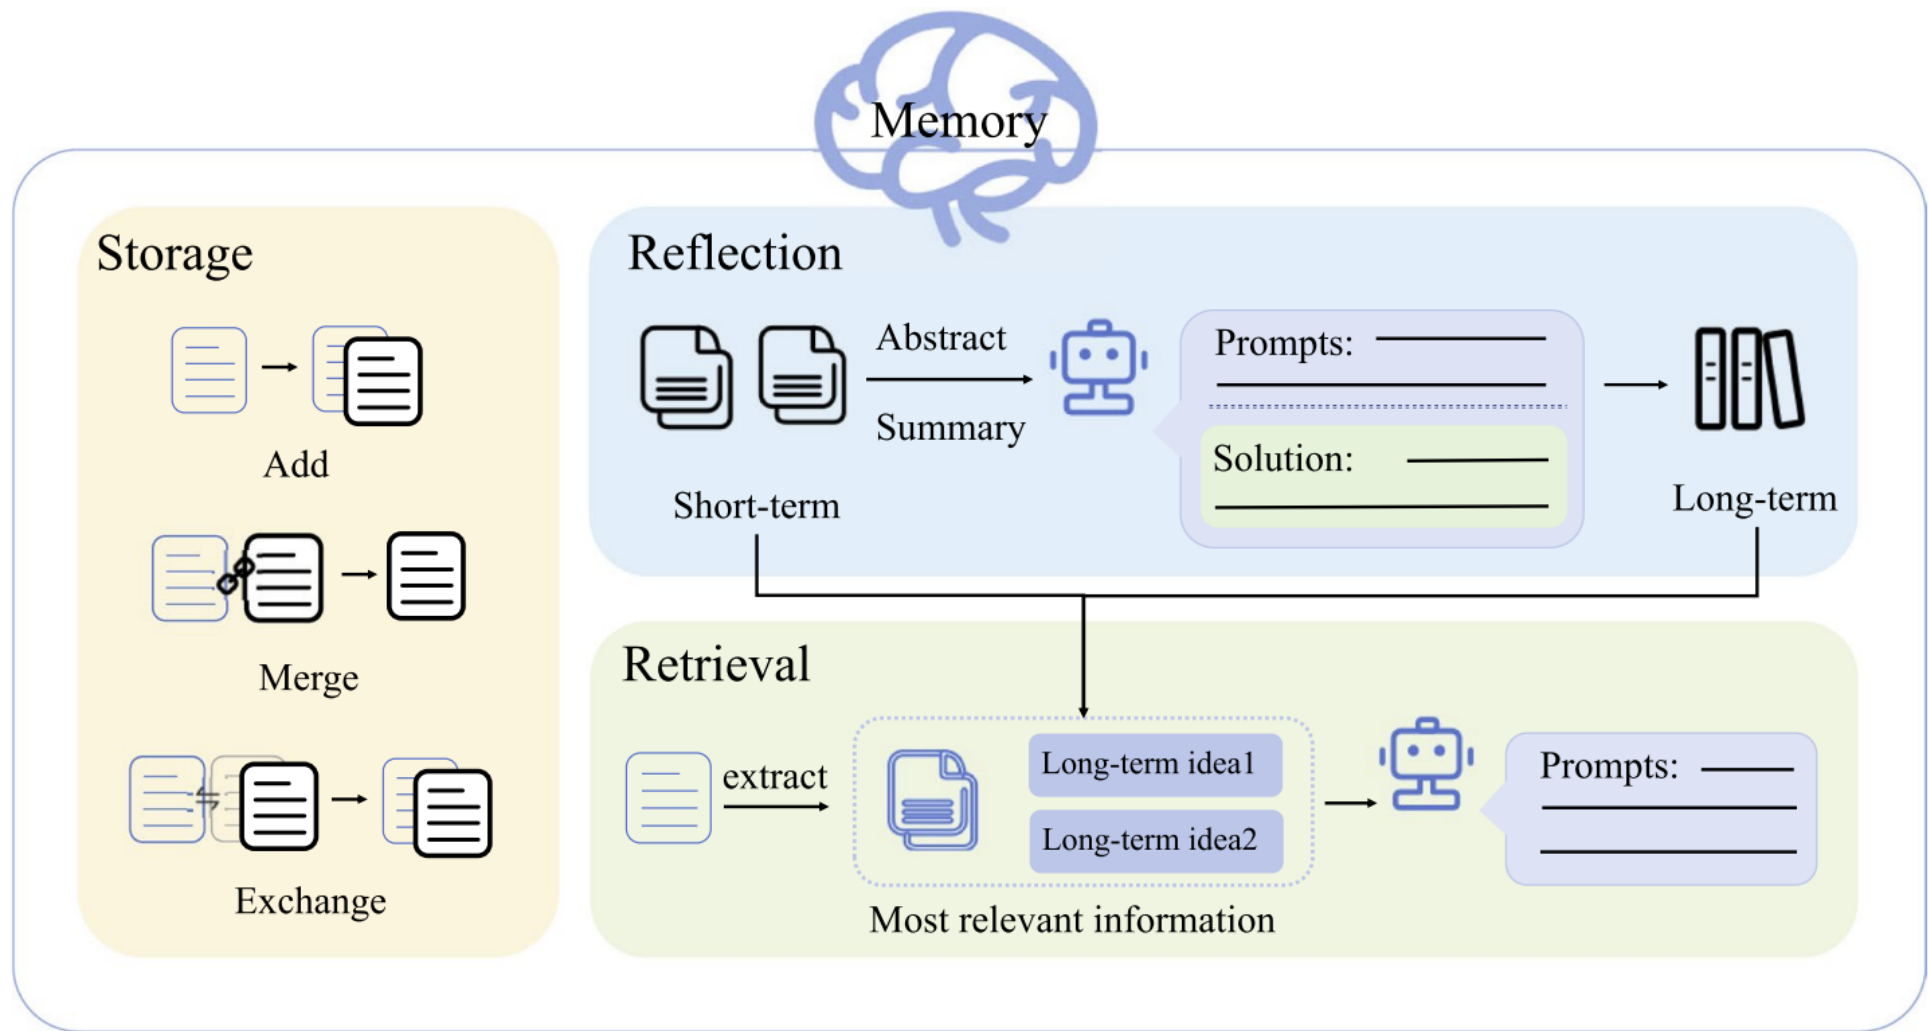 Memory
Storage
Add
Merge
Exchange
Reflection
Abstract
Summary
Short-term
Prompts:
Solution:
Long-term
Retrieval
extract
Long-term idea1
Long-term idea2
Most relevant information
Prompts: